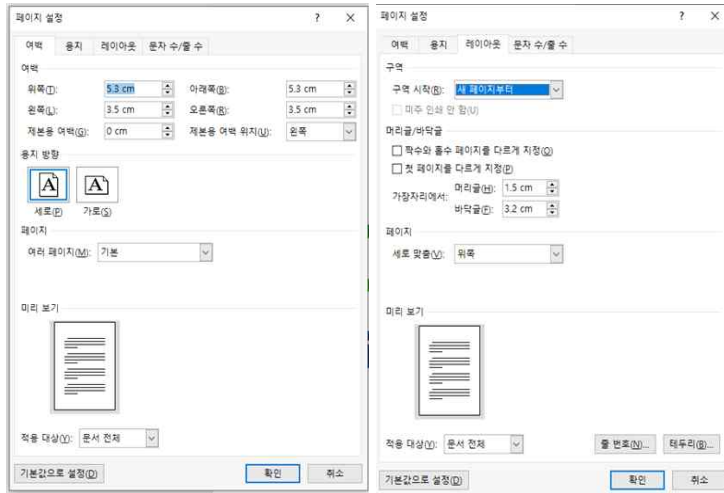 페이지 설정 ? ×
여백 용지 레이아웃 문자 수/줄 수
여백
위쪽(T): 5.3 cm 아래쪽(B): 5.3 cm
왼쪽(L): 3.5 cm 오른쪽(R): 3.5 cm
제본용 여백(G): 0 cm 제본용 여백 위치(U): 왼쪽
용지 방향
A A
세로(P) 가로(S)
페이지
여러 페이지(M): 기본
미리 보기
적용 대상(Y): 문서 전체
기본값으로 설정(D) 확인 취소
페이지 설정 ? ×
여백 용지 레이아웃 문자 수/줄 수
구역
구역 시작(R): 새 페이지부터
미주 인쇄 안 함(U)
머리글/바닥글
짝수와 홀수 페이지를 다르게 지정(O)
첫 페이지를 다르게 지정(P)
가장자리에서: 머리글(H): 1.5 cm
바닥글(F): 3.2 cm
페이지
세로 맞춤(V): 위쪽
미리 보기
적용 대상(Y): 문서 전체 줄 번호(N)... 테두리(B)...
기본값으로 설정(D) 확인 취소